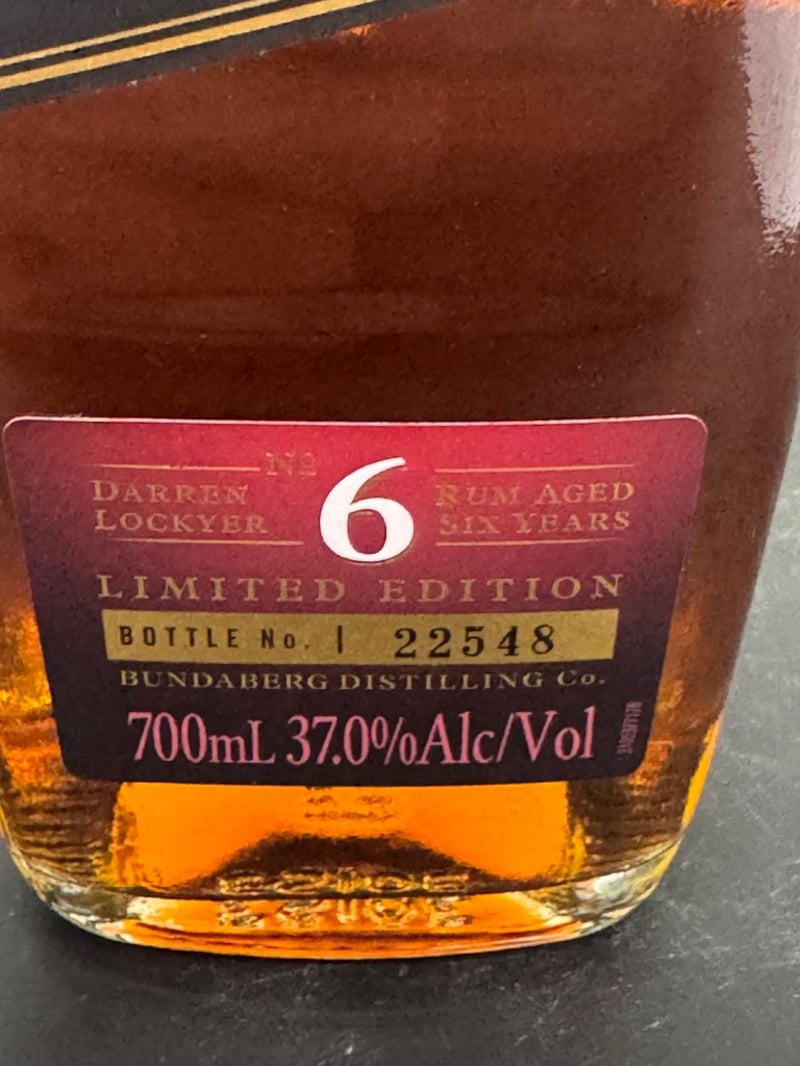 No
6
DARREN
LOCKYER
RUM AGED
SIX YEARS
LIMITED EDITION
BOTTLE No. | 22548
BUNDABERG DISTILLING Co.
700mL 37.0%Alc/Vol